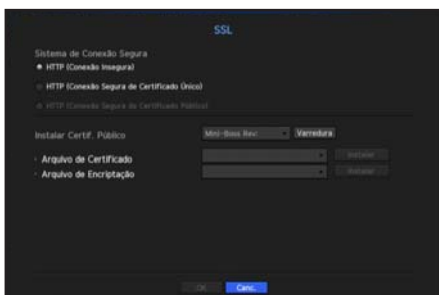 SSL
Sistema de Conexão Segura
HTTP (Conexão Insegura)
HTTP (Conexão Segura de Certificado Único)
HTTP (Conexão Segura de Certificado Público)
Instalar Certif. Público
Varredura
Arquivo de Certificado
Instalar
Arquivo de Encriptação
Instalar
OK
Canc.